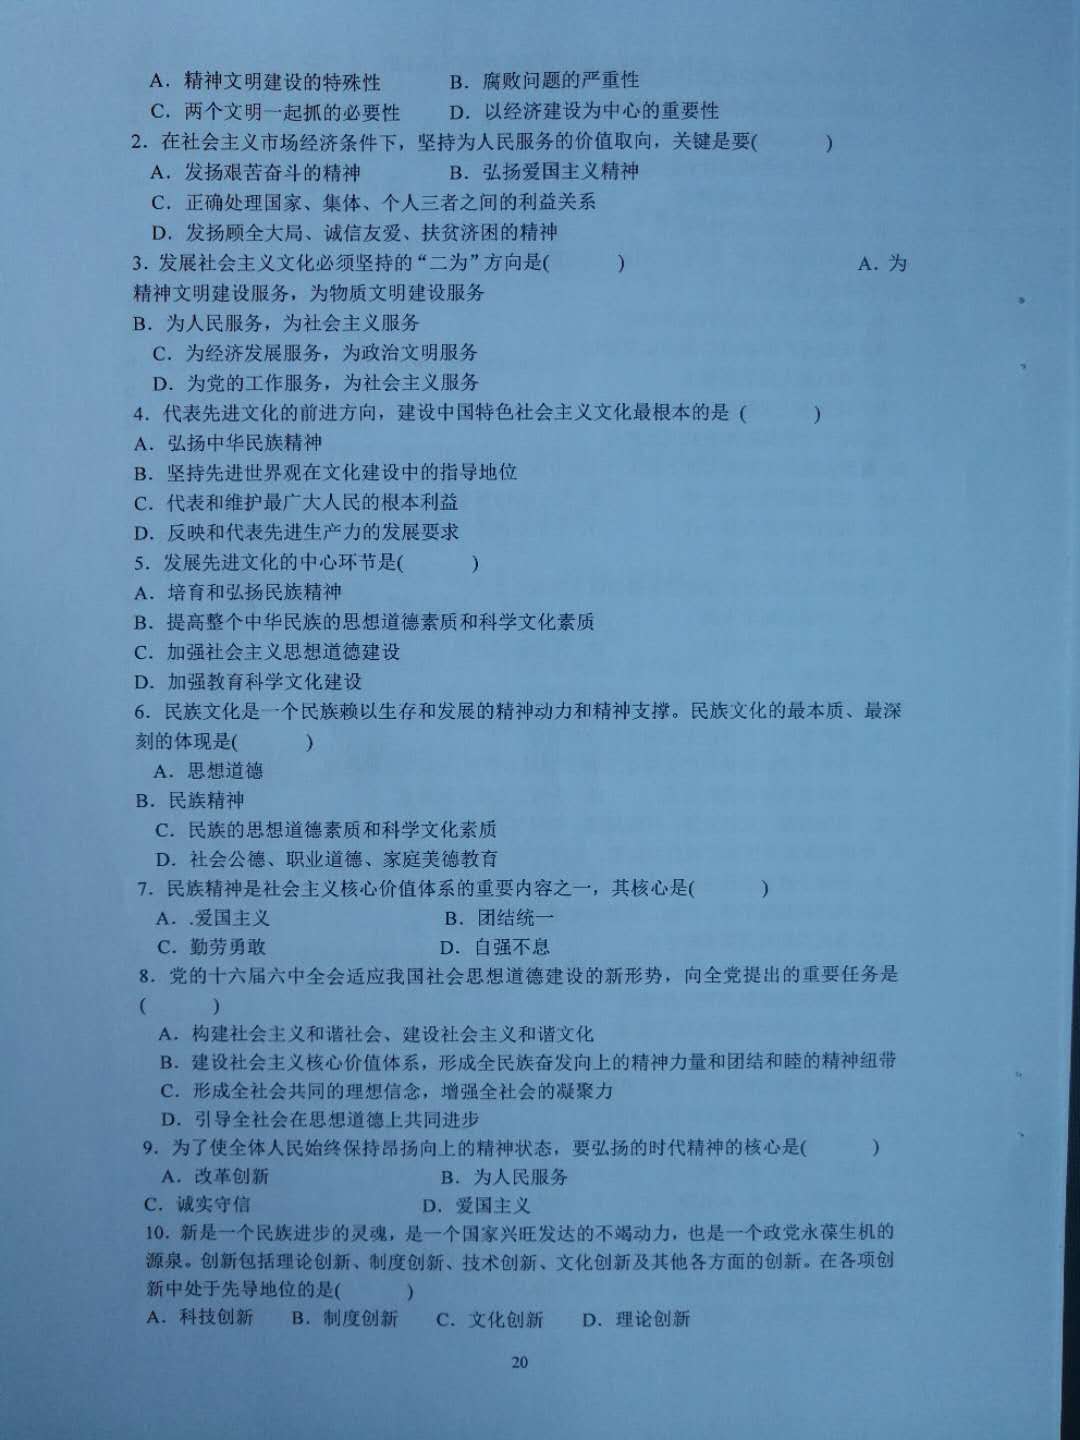 A．精神文明建设的特殊性 B．腐败问题的严重性
C．两个文明一起抓的必要性 D．以经济建设为中心的重要性
2．在社会主义市场经济条件下，坚持为人民服务的价值取向，关键是要( )
A．发扬艰苦奋斗的精神 B．弘扬爱国主义精神
C．正确处理国家、集体、个人三者之间的利益关系
D．发扬顾全大局、诚信友爱、扶贫济困的精神
3．发展社会主义文化必须坚持的“二为”方向是( ) A．为
精神文明建设服务，为物质文明建设服务
B．为人民服务，为社会主义服务
C．为经济发展服务，为政治文明服务
D．为党的工作服务，为社会主义服务
4．代表先进文化的前进方向，建设中国特色社会主义文化最根本的是 ( )
A．弘扬中华民族精神
B．坚持先进世界观在文化建设中的指导地位
C．代表和维护最广大人民的根本利益
D．反映和代表先进生产力的发展要求
5．发展先进文化的中心环节是( )
A．培育和弘扬民族精神
B．提高整个中华民族的思想道德素质和科学文化素质
C．加强社会主义思想道德建设
D．加强教育科学文化建设
6．民族文化是一个民族赖以生存和发展的精神动力和精神支撑。民族文化的最本质、最深
刻的体现是( )
A．思想道德
B．民族精神
C．民族的思想道德素质和科学文化素质
D．社会公德、职业道德、家庭美德教育
7．民族精神是社会主义核心价值体系的重要内容之一，其核心是( )
A．.爱国主义 B．团结统一
C．勤劳勇敢 D．自强不息
8．党的十六届六中全会适应我国社会思想道德建设的新形势，向全党提出的重要任务是
( )
A．构建社会主义和谐社会、建设社会主义和谐文化
B．建设社会主义核心价值体系，形成全民族奋发向上的精神力量和团结和睦的精神纽带
C．形成全社会共同的理想信念，增强全社会的凝聚力
D．引导全社会在思想道德上共同进步
9．为了使全体人民始终保持昂扬向上的精神状态，要弘扬的时代精神的核心是( )
A．改革创新 B．为人民服务
C．诚实守信 D．爱国主义
10．新是一个民族进步的灵魂，是一个国家兴旺发达的不竭动力，也是一个政党永葆生机的
源泉。创新包括理论创新、制度创新、技术创新、文化创新及其他各方面的创新。在各项创
新中处于先导地位的是( )
A．科技创新 B．制度创新 C．文化创新 D．理论创新
20